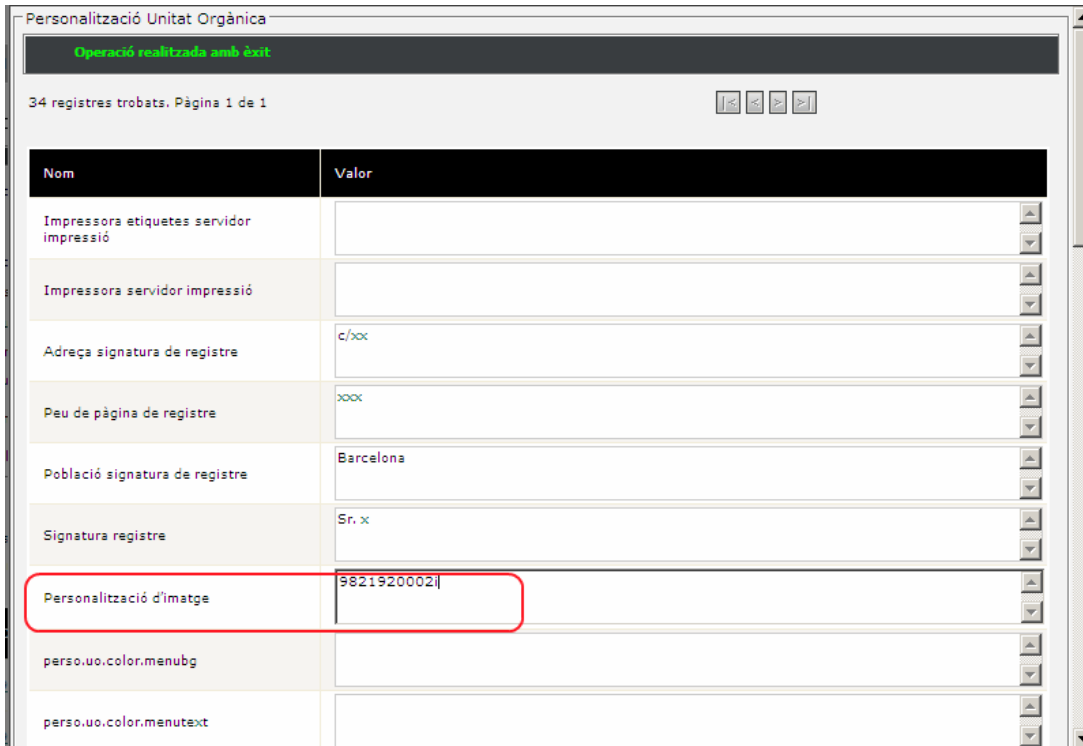 Personalització Unitat Orgànica
Operació realitzada amb èxit
34 registres trobats. Pàgina 1 de 1
|< < > >|
Nom Valor
Impressora etiquetes servidor
impressió
Impressora servidor impressió
Adreça signatura de registre c/xx
Peu de pàgina de registre xxx
Població signatura de registre Barcelona
Signatura registre Sr. x
Personalització d'imatge 9821920002i
perso.uo.color.menubg
perso.uo.color.menutext